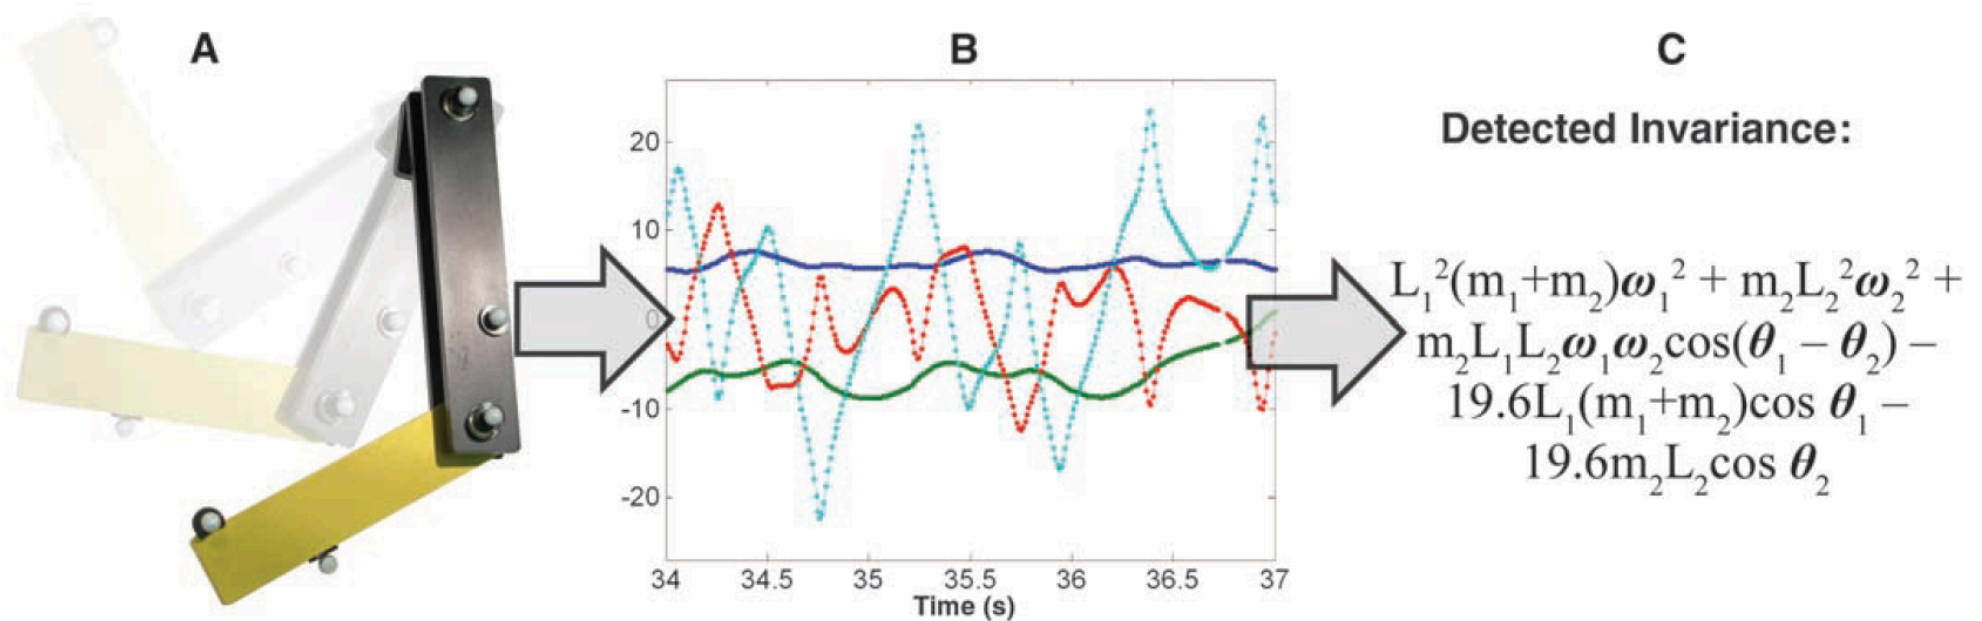 A
B
C
20
10
0
-10
-20
34 34.5 35 35.5 36 36.5 37
Time (s)
Detected Invariance:
L₁²(m₁+m₂)ω₁² + m₂L₂²ω₂² +
m₂L₁L₂ω₁ω₂cos(θ₁ − θ₂) −
19.6L₁(m₁+m₂)cos θ₁ −
19.6m₂L₂cos θ₂